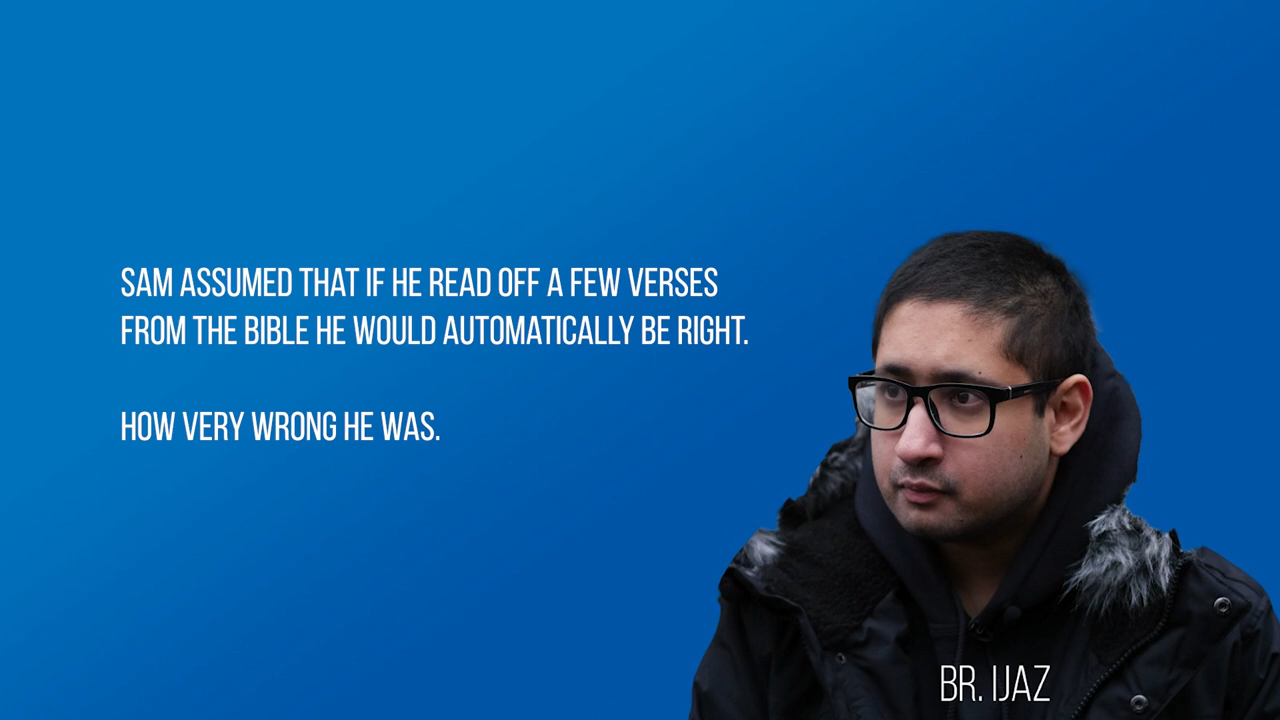 SAM ASSUMED THAT IF HE READ OFF A FEW VERSES
FROM THE BIBLE HE WOULD AUTOMATICALLY BE RIGHT.
HOW VERY WRONG HE WAS.
BR. IJAZ